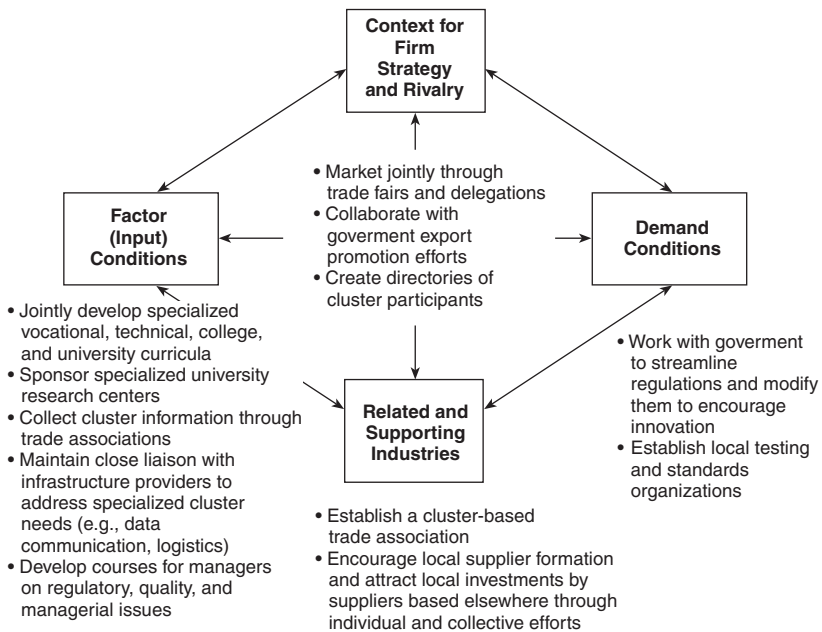 Context for
Firm
Strategy
and Rivalry
• Market jointly through
trade fairs and delegations
• Collaborate with
goverment export
promotion efforts
• Create directories of
cluster participants
Factor
(Input)
Conditions
Demand
Conditions
• Jointly develop specialized
vocational, technical, college,
and university curricula
• Sponsor specialized university
research centers
• Collect cluster information through
trade associations
• Maintain close liaison with
infrastructure providers to
address specialized cluster
needs (e.g., data
communication, logistics)
• Develop courses for managers
on regulatory, quality, and
managerial issues
Related and
Supporting
Industries
• Establish a cluster-based
trade association
• Encourage local supplier formation
and attract local investments by
suppliers based elsewhere through
individual and collective efforts
• Work with goverment
to streamline
regulations and modify
them to encourage
innovation
• Establish local testing
and standards
organizations